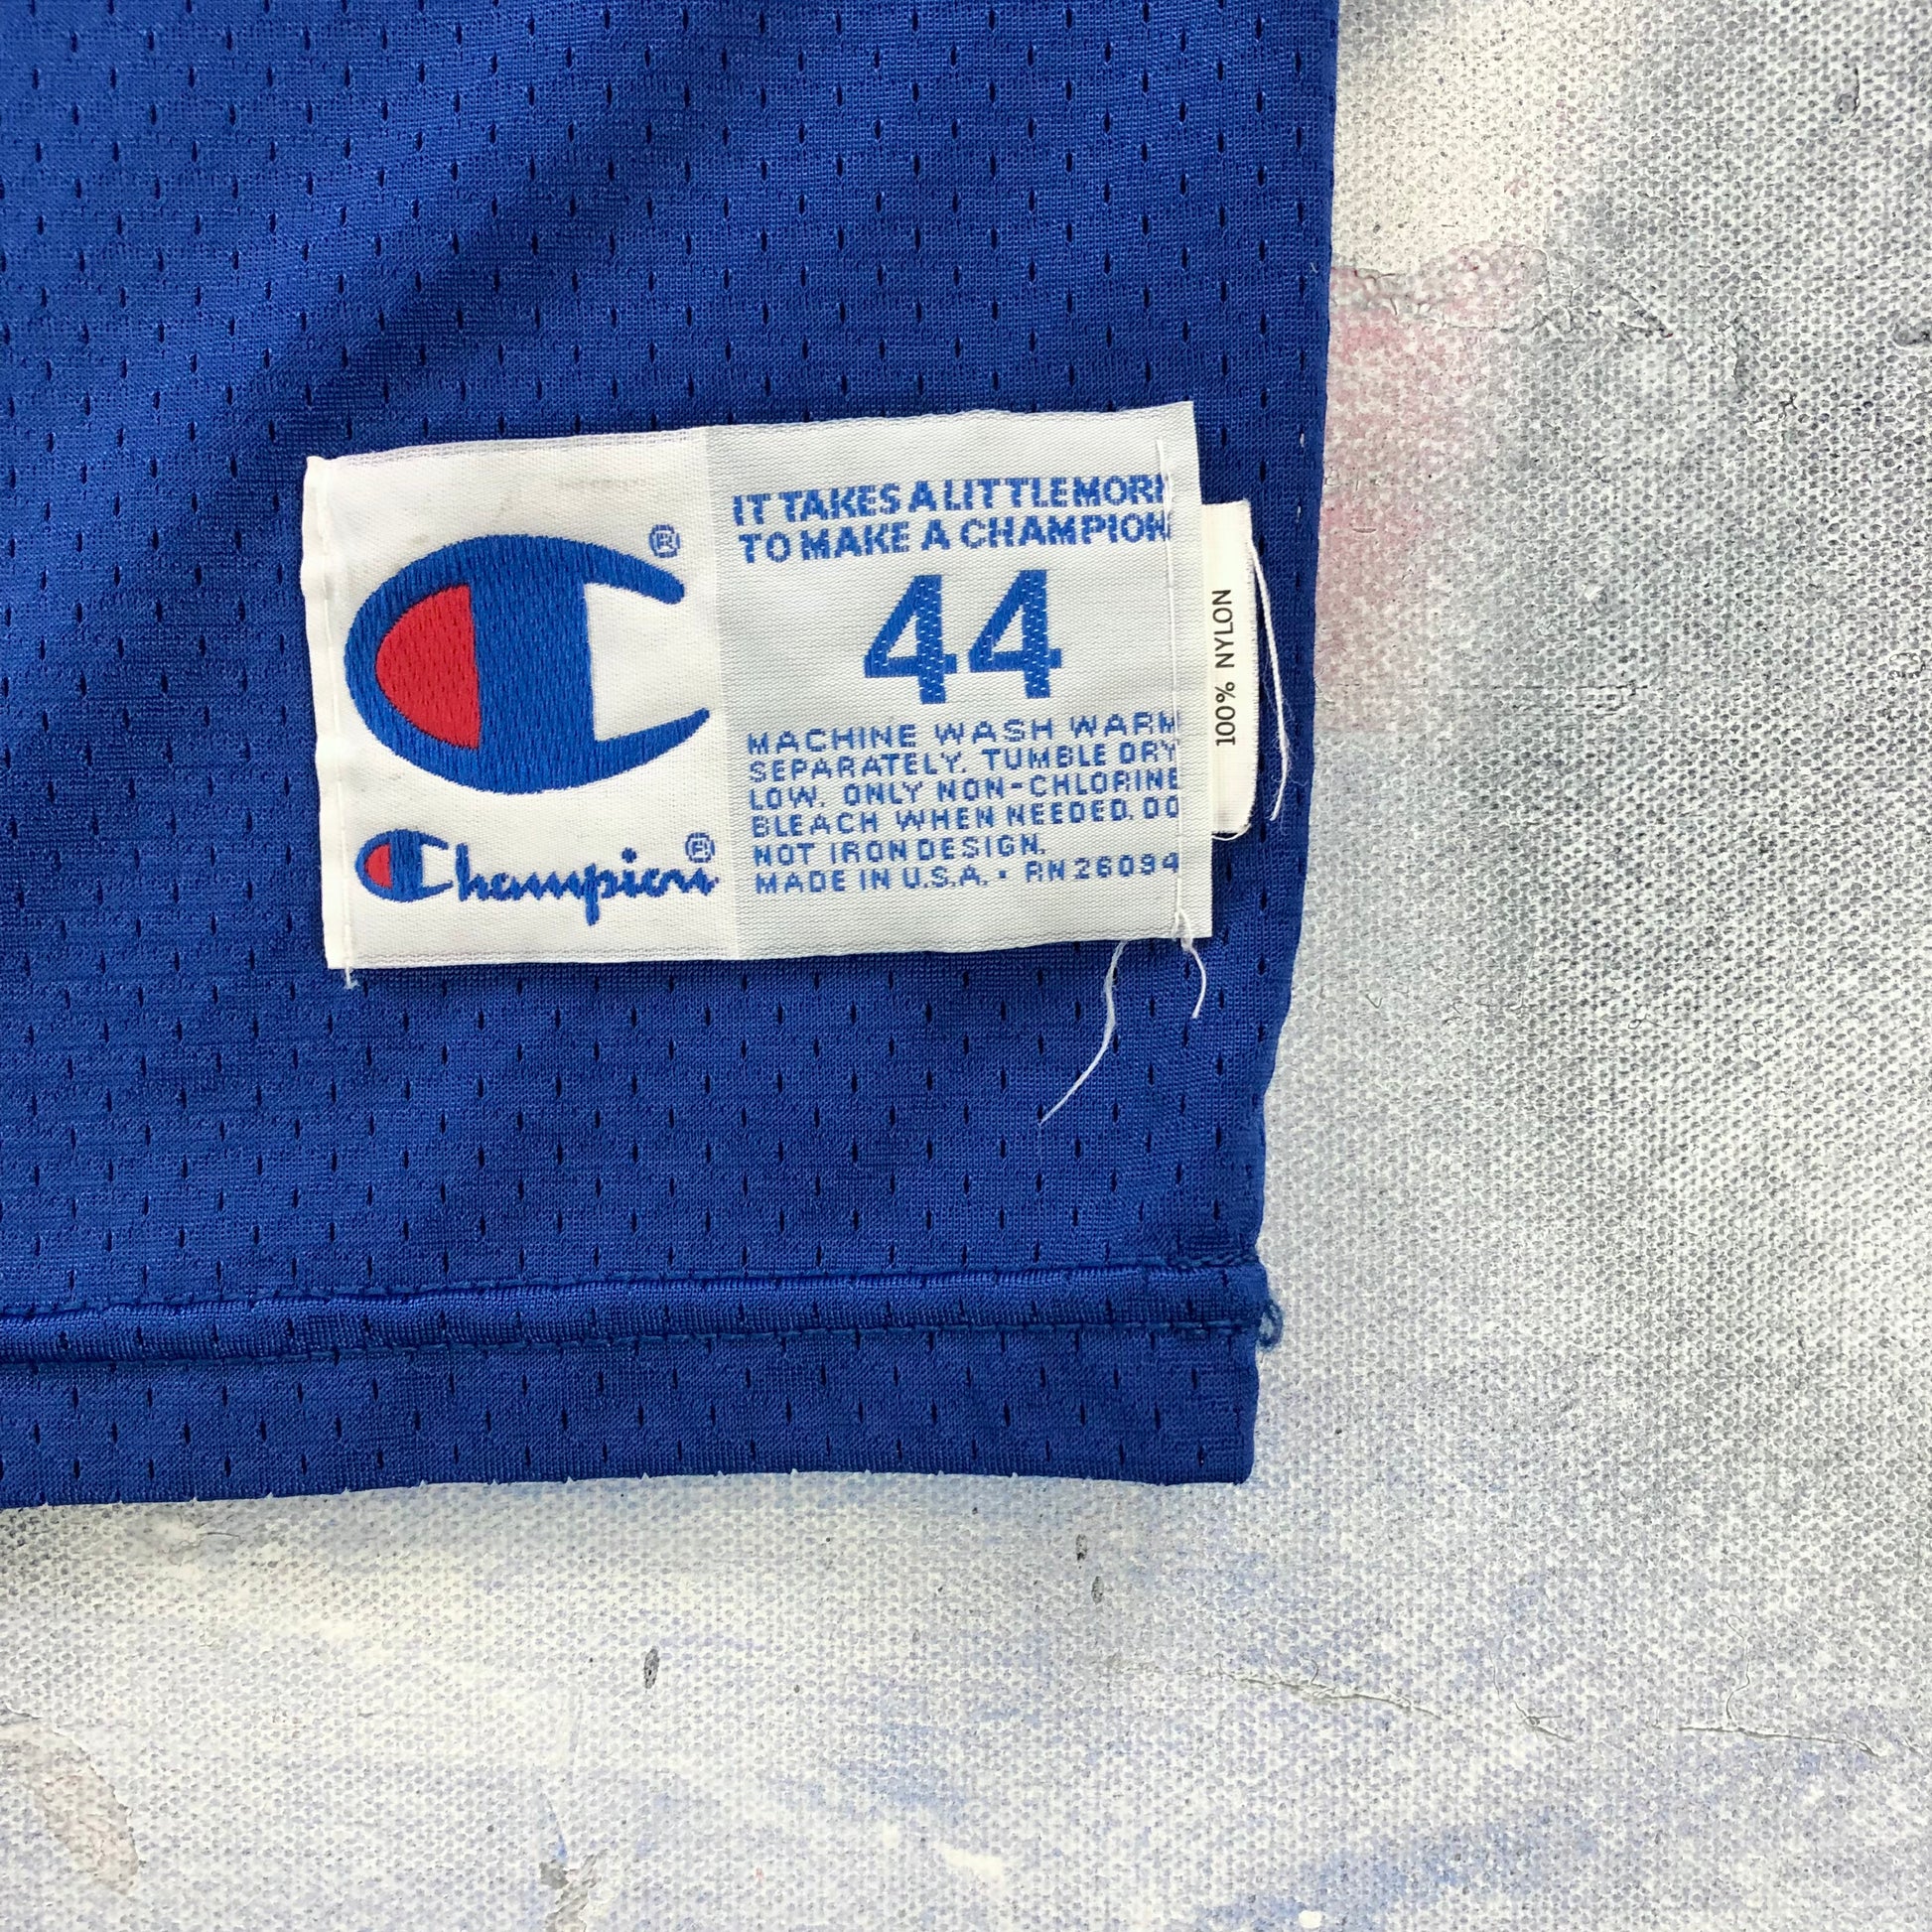 ®
Champion®
IT TAKES A LITTLE MORE
TO MAKE A CHAMPION
44
MACHINE WASH WARM
SEPARATELY. TUMBLE DRY
LOW. ONLY NON-CHLORINE
BLEACH WHEN NEEDED. DO
NOT IRON DESIGN.
MADE IN U.S.A. • RN 26094
100% NYLON